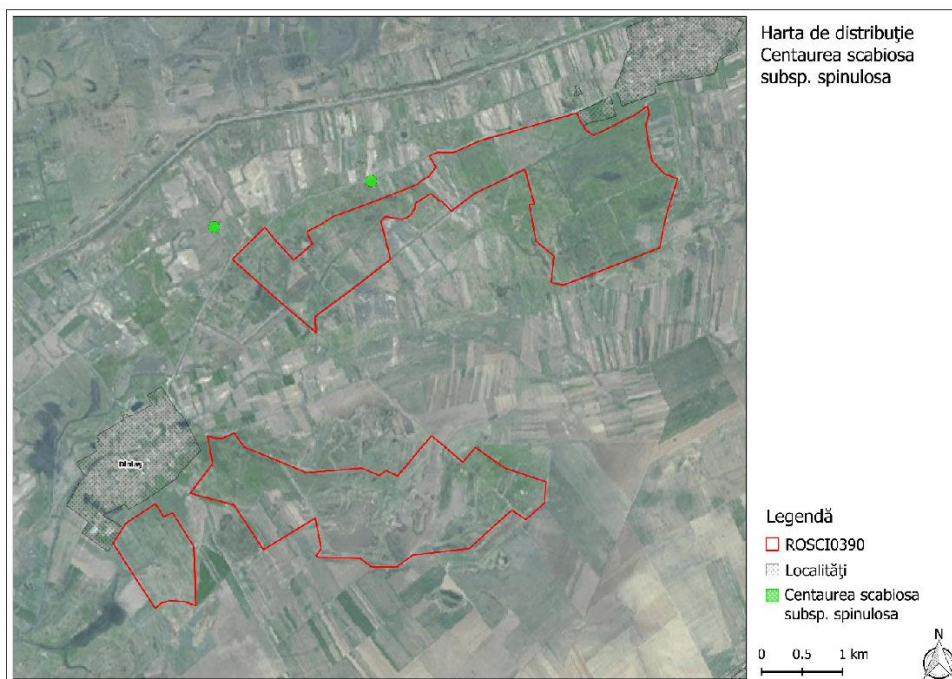 Harta de distribuţie
Centaurea scabiosa
subsp. spinulosa
Diniaş
Legendă
ROSCI0390
Localităţi
Centaurea scabiosa
subsp. spinulosa
N
0 0.5 1 km